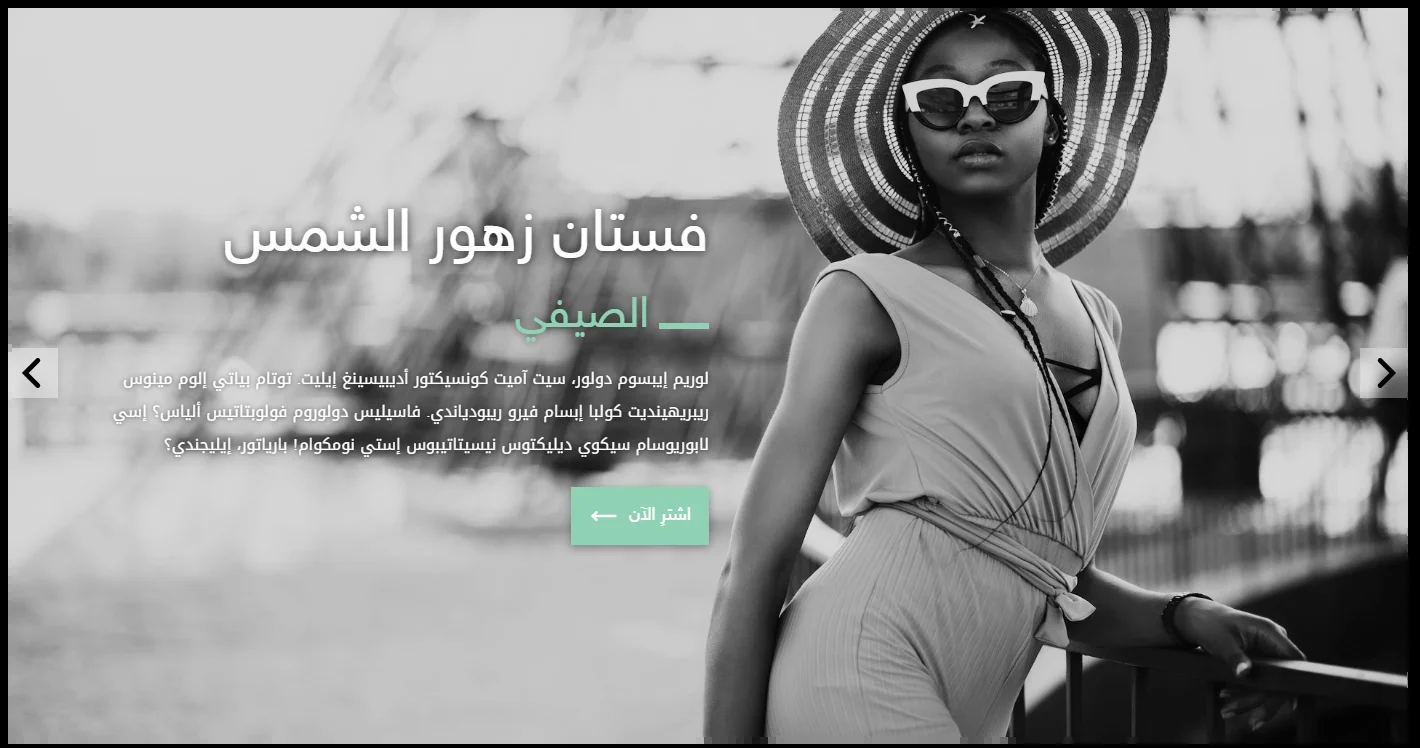 فستان زهور الشمس
الصيفي
لوريم إيبسوم دولور، سيت آميت كونسيكتور أديبيسينغ إيليت. توتام بياتي إلوم مينوس
ريبريهينديت كولبا إبسام فيرو ريبودياندي. فاسيليس دولوروم فولوبتاتيس ألياس؟ إسي
لابوريوسام سيكوي ديليكتوس نيسيتاتيبوس إستي نومكوام! بارياتور، إيليجندي؟
اشترِ الآن